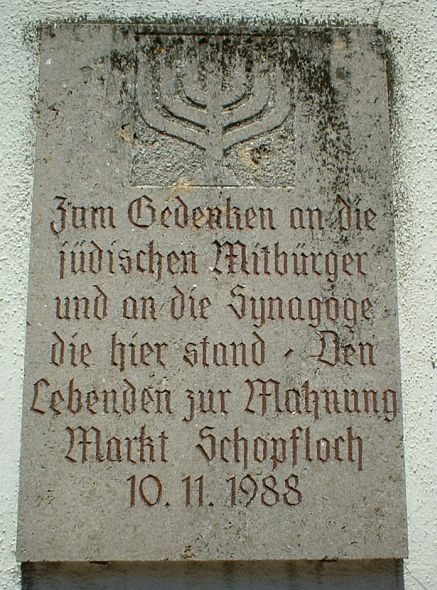 Zum Gedenken an die
jüdischen Mitbürger
und an die Synagoge
die hier stand - Den
Lebenden zur Mahnung
Markt Schopfloch
10. 11. 1988